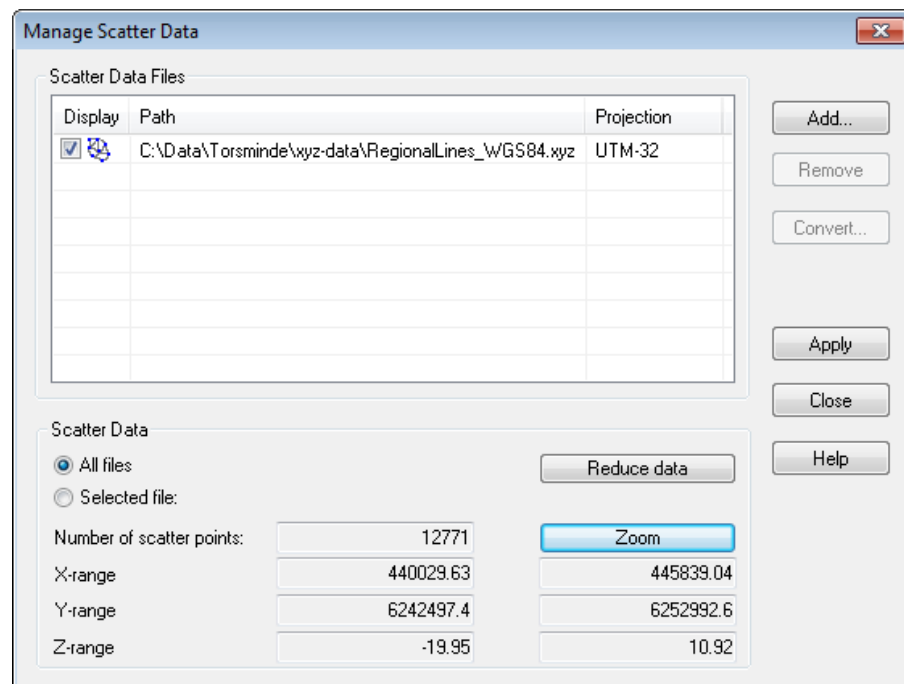 Manage Scatter Data
Scatter Data Files
Display Path Projection
C:\Data\Torsminde\xyz-data\RegionalLines_WGS84.xyz UTM-32
Add...
Remove
Convert...
Apply
Close
Help
Scatter Data
All files
Reduce data
Selected file:
Number of scatter points: 12771 Zoom
X-range 440029.63 445839.04
Y-range 6242497.4 6252992.6
Z-range -19.95 10.92